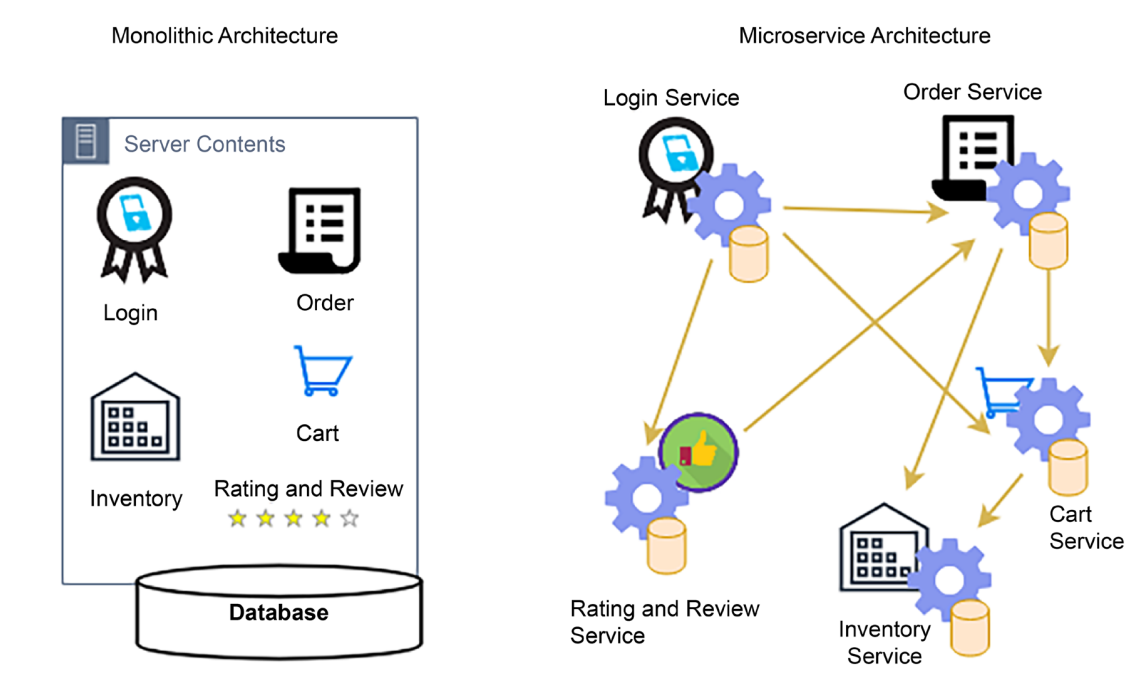 Monolithic Architecture
Microservice Architecture
Server Contents
Login
Order
Inventory
Cart
Rating and Review
Database
Login Service
Order Service
Cart
Service
Rating and Review
Service
Inventory
Service